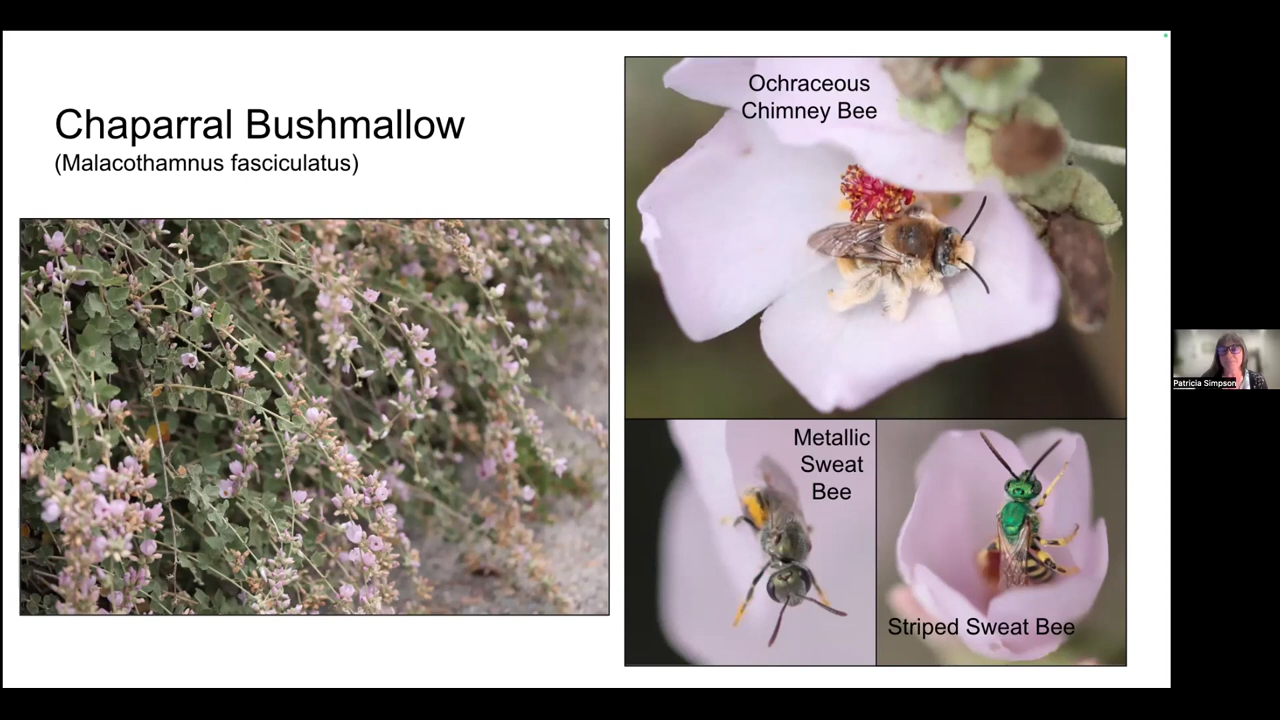 Chaparral Bushmallow
(Malacothamnus fasciculatus)
Ochraceous
Chimney Bee
Metallic
Sweat
Bee
Striped Sweat Bee
Patricia Simpson